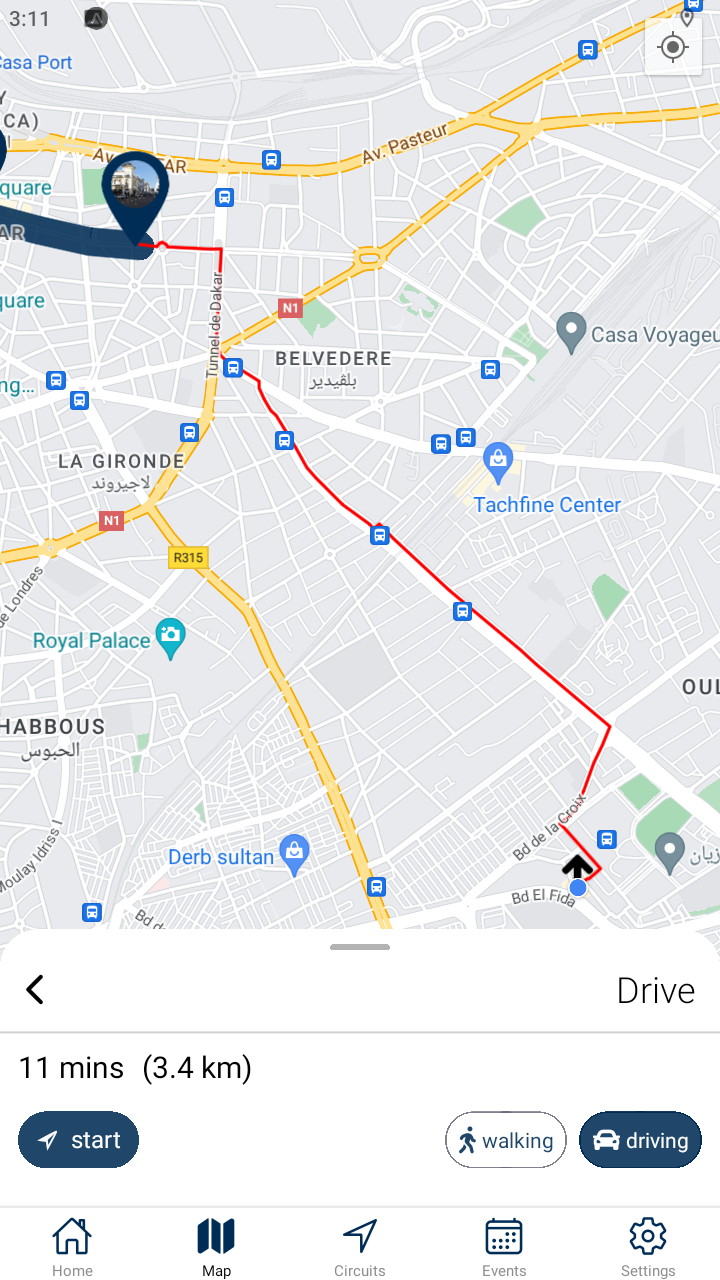 3:11
Casa Port
Y
CA)
Av.
FAR
Av. Pasteur
quare
AR
quare
Tunnel de Dakar
N1
Casa Voyageu
BELVEDERE
بلڤيدير
ng...
LA GIRONDE
لاجيروند
Tachfine Center
N1
R315
de Londres
Royal Palace
OUL
HABBOUS
الحبوس
Moulay Idriss I
Bd de la Croix
Derb sultan
زيان
Bd El Fida
Bd de
Drive
11 mins (3.4 km)
start
walking
driving
Home
Map
Circuits
Events
Settings